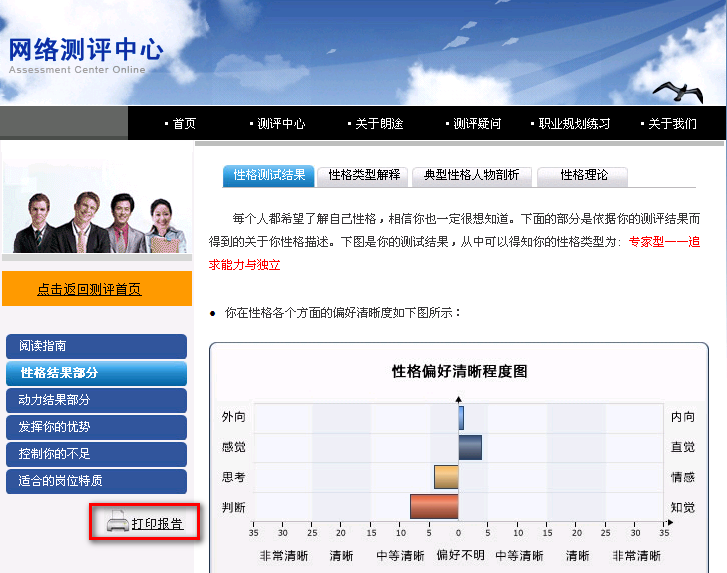 网络测评中心
Assessment Center Online
首页 测评中心 关于朗途 测评疑问 职业规划练习 关于我们
性格测试结果 性格类型解释 典型性格人物剖析 性格理论
每个人都希望了解自己性格，相信你也一定很想知道。下面的部分是依据你的测评结果而
得到的关于你性格描述。下图是你的测试结果，从中可以得知你的性格类型为：专家型——追
求能力与独立
点击返回测评首页
● 你在性格各个方面的偏好清晰度如下图所示：
阅读指南
性格结果部分
动力结果部分
发挥你的优势
控制你的不足
适合的岗位特质
打印报告
性格偏好清晰程度图
外向 内向
感觉 直觉
思考 情感
判断 知觉
35 25 20 15 10 5 0 5 10 15 20 25 35
非常清晰 清晰 中等清晰 偏好不明 中等清晰 清晰 非常清晰